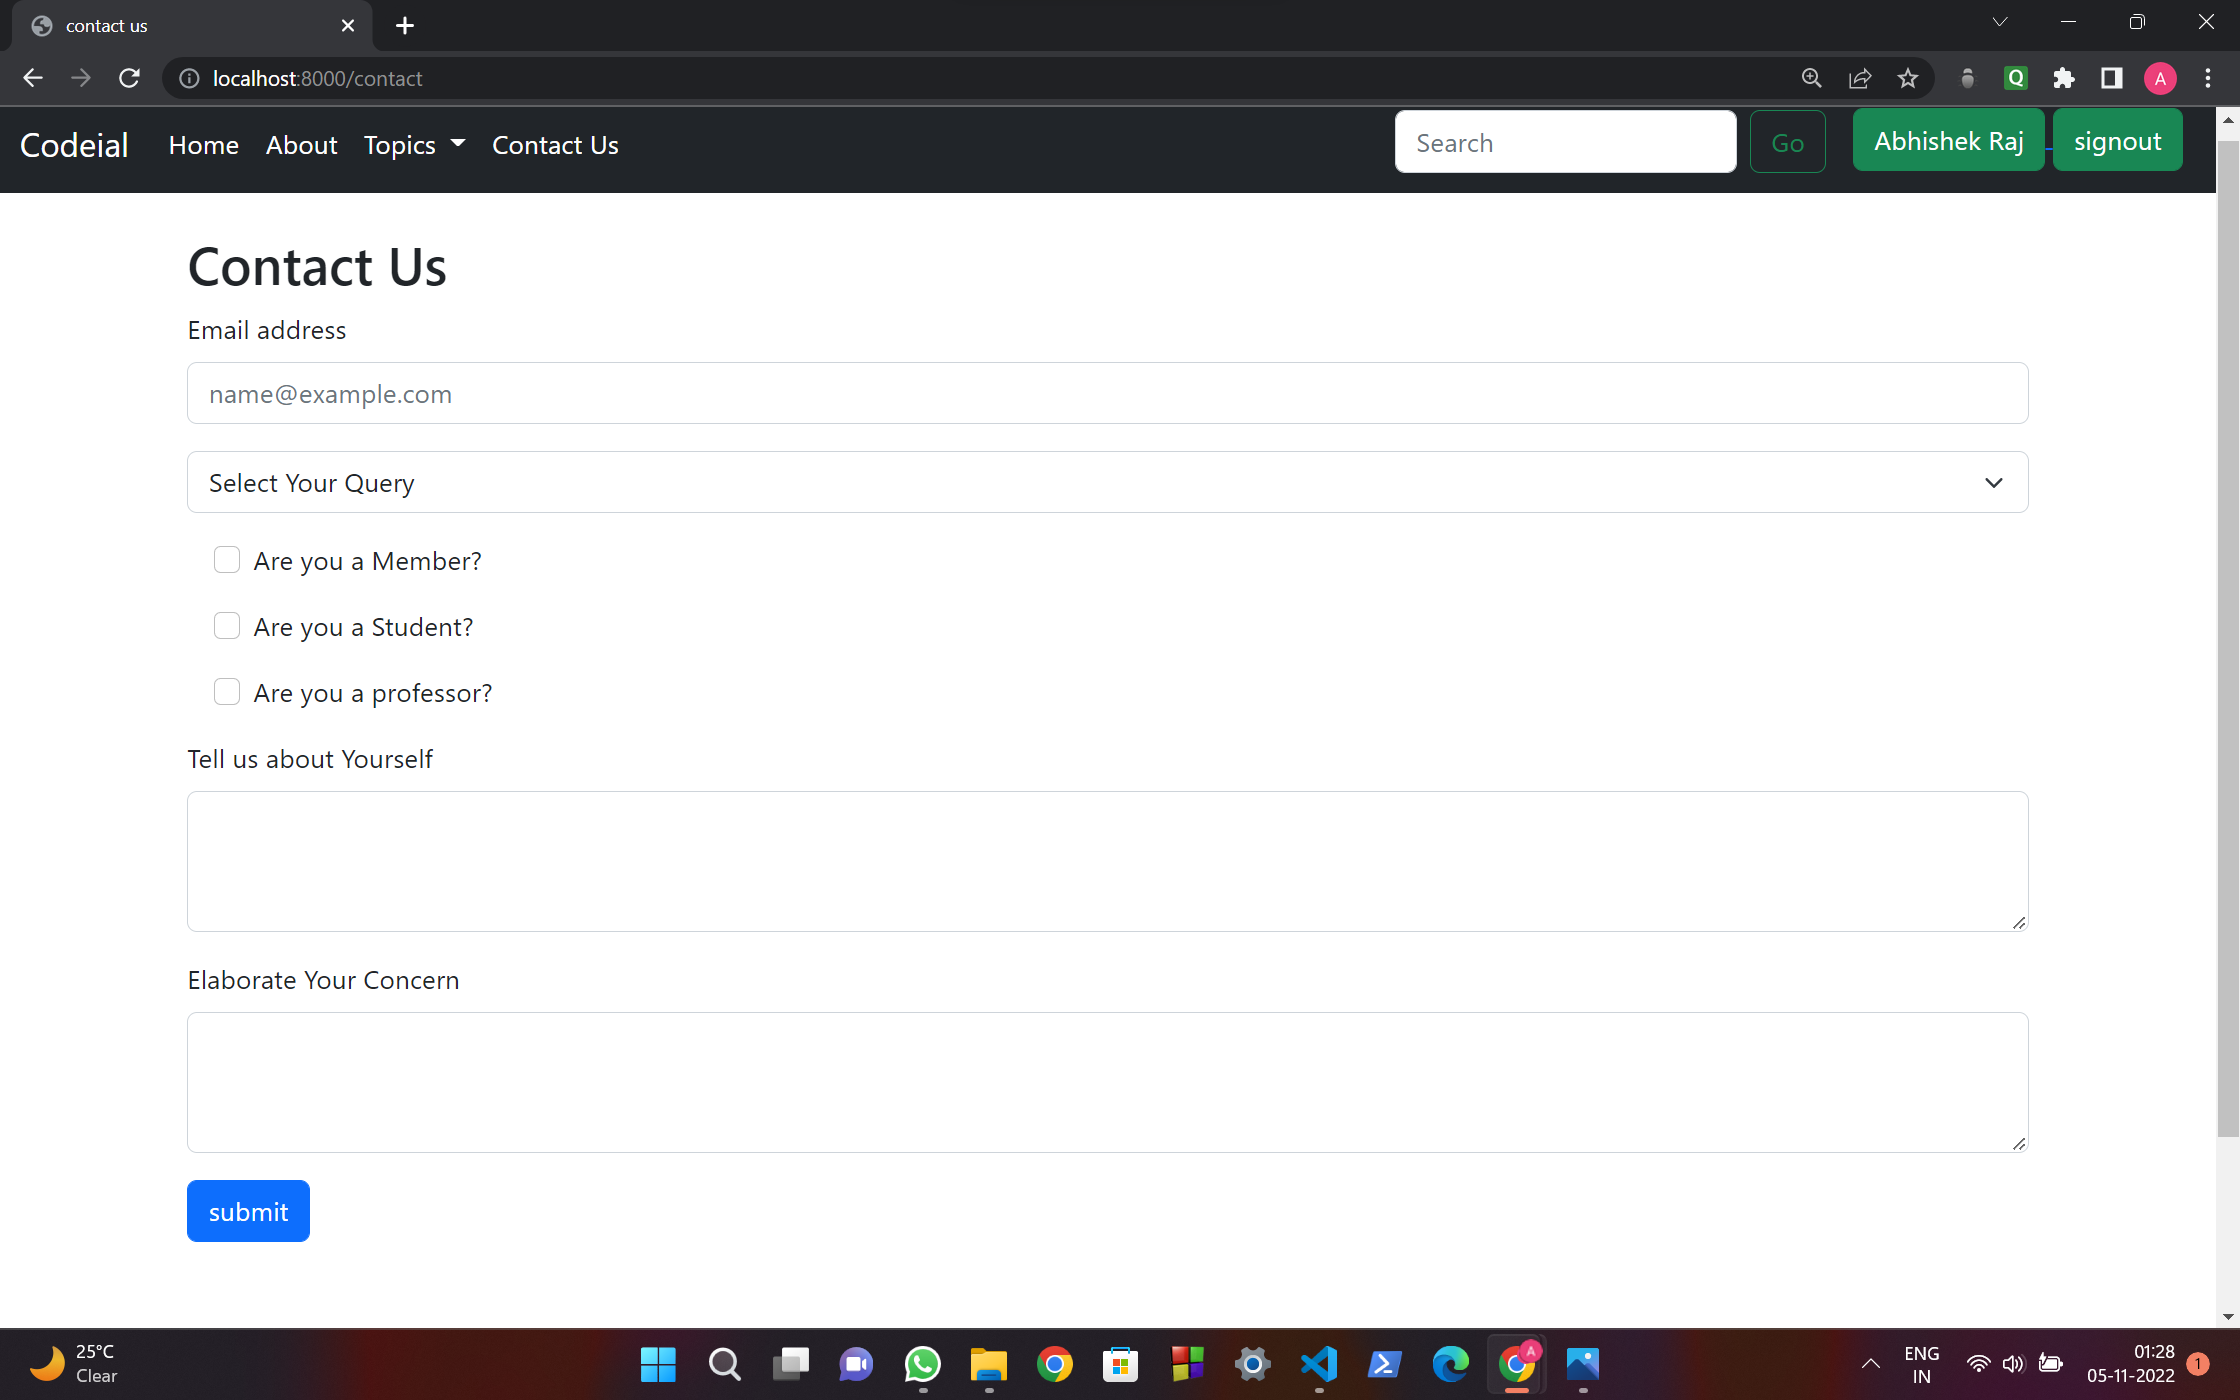 contact us
localhost:8000/contact
Q
A
Codeial Home About Topics Contact Us Search Go Abhishek Raj signout
Contact Us
Email address
name@example.com
Select Your Query
Are you a Member?
Are you a Student?
Are you a professor?
Tell us about Yourself
Elaborate Your Concern
submit
25°C
Clear
A
ENG
IN
01:28
05-11-2022
1